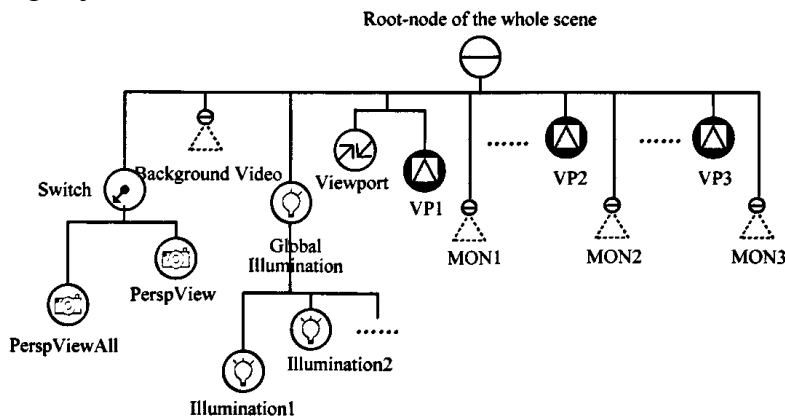 Root-node of the whole scene
Background Video
Switch
Viewport
VP1
......
VP2
......
VP3
Global
Illumination
MON1
MON2
MON3
PerspView
PerspViewAll
Illumination2
......
Illumination1